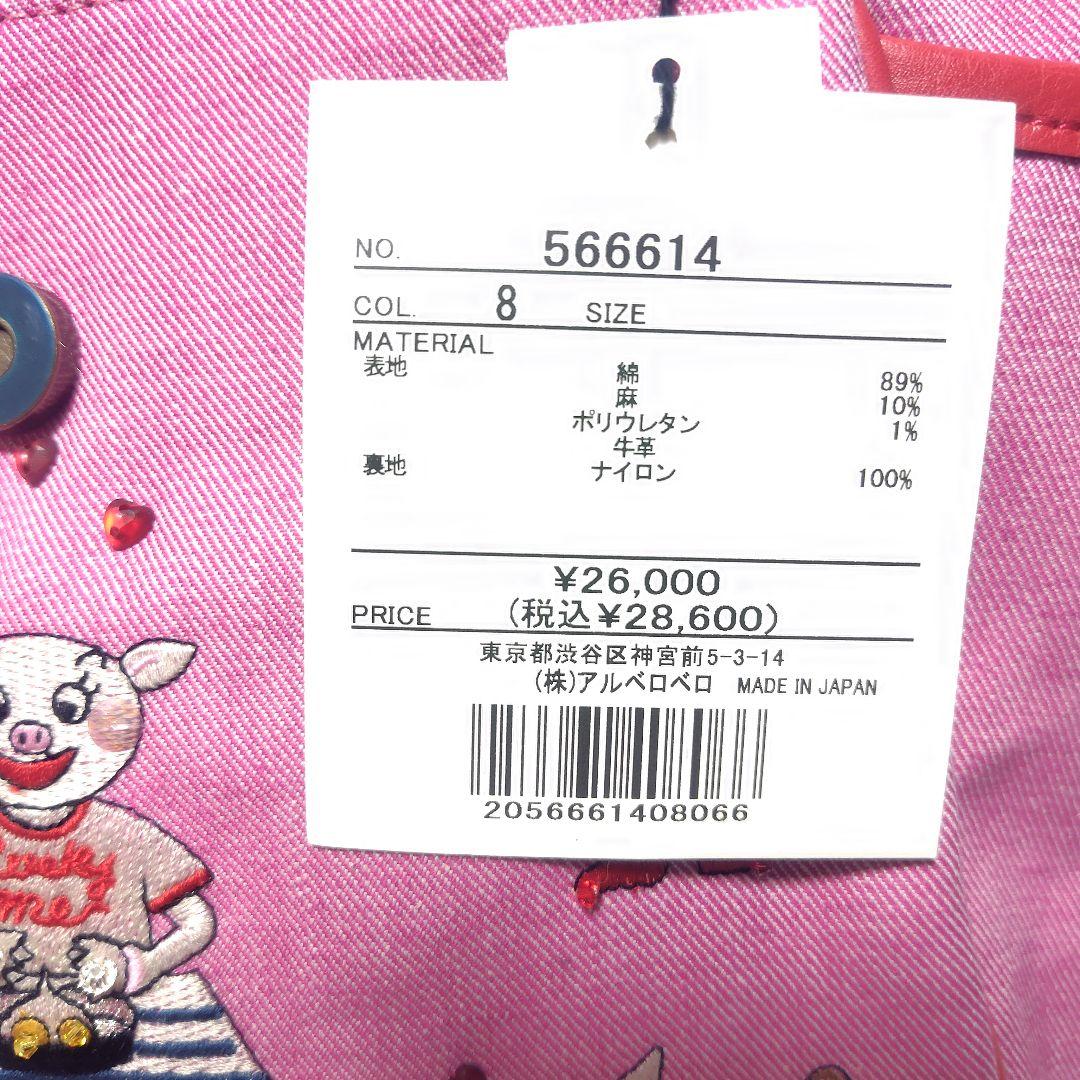 NO. 566614
COL. 8 SIZE
MATERIAL
表地 綿 89%
麻 10%
ポリウレタン 1%
牛革
裏地 ナイロン 100%
¥26,000
PRICE (税込¥28,600)
東京都渋谷区神宮前5-3-14
(株)アルベロベロ MADE IN JAPAN
2056661408066
Lucky
me